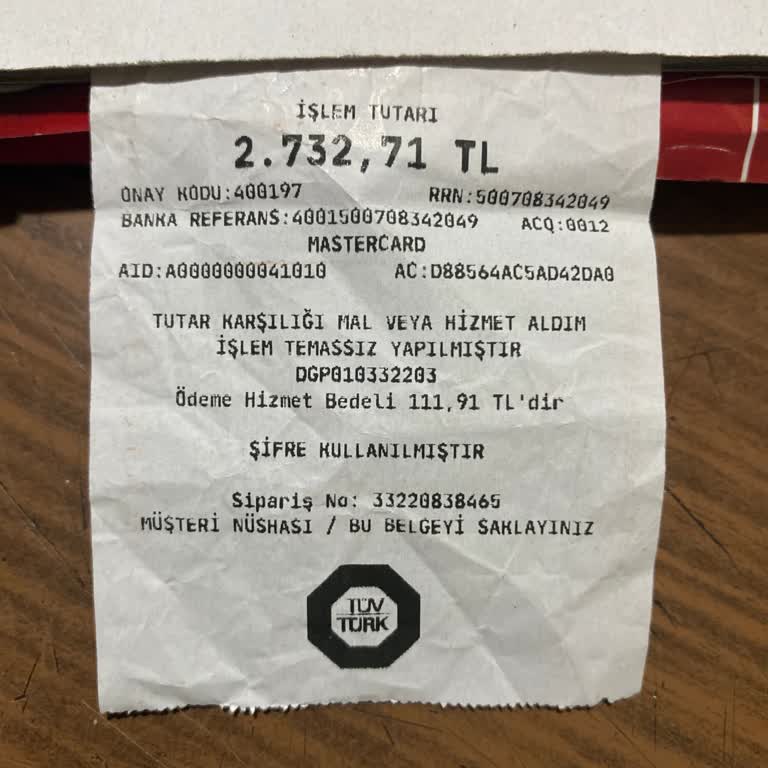 İŞLEM TUTARI
2.732,71 TL
ONAY KODU:400197 RRN:500708342049
BANKA REFERANS:4001500708342049 ACQ:0012
MASTERCARD
AID:A0000000041010 AC:D88564AC5AD42DA0
TUTAR KARŞILIĞI MAL VEYA HİZMET ALDIM
İŞLEM TEMASSIZ YAPILMIŞTIR
DGP010332203
Ödeme Hizmet Bedeli 111,91 TL'dir
ŞİFRE KULLANILMIŞTIR
Sipariş No: 33220838465
MÜŞTERİ NÜSHASI / BU BELGEYİ SAKLAYINIZ
TÜV
TÜRK